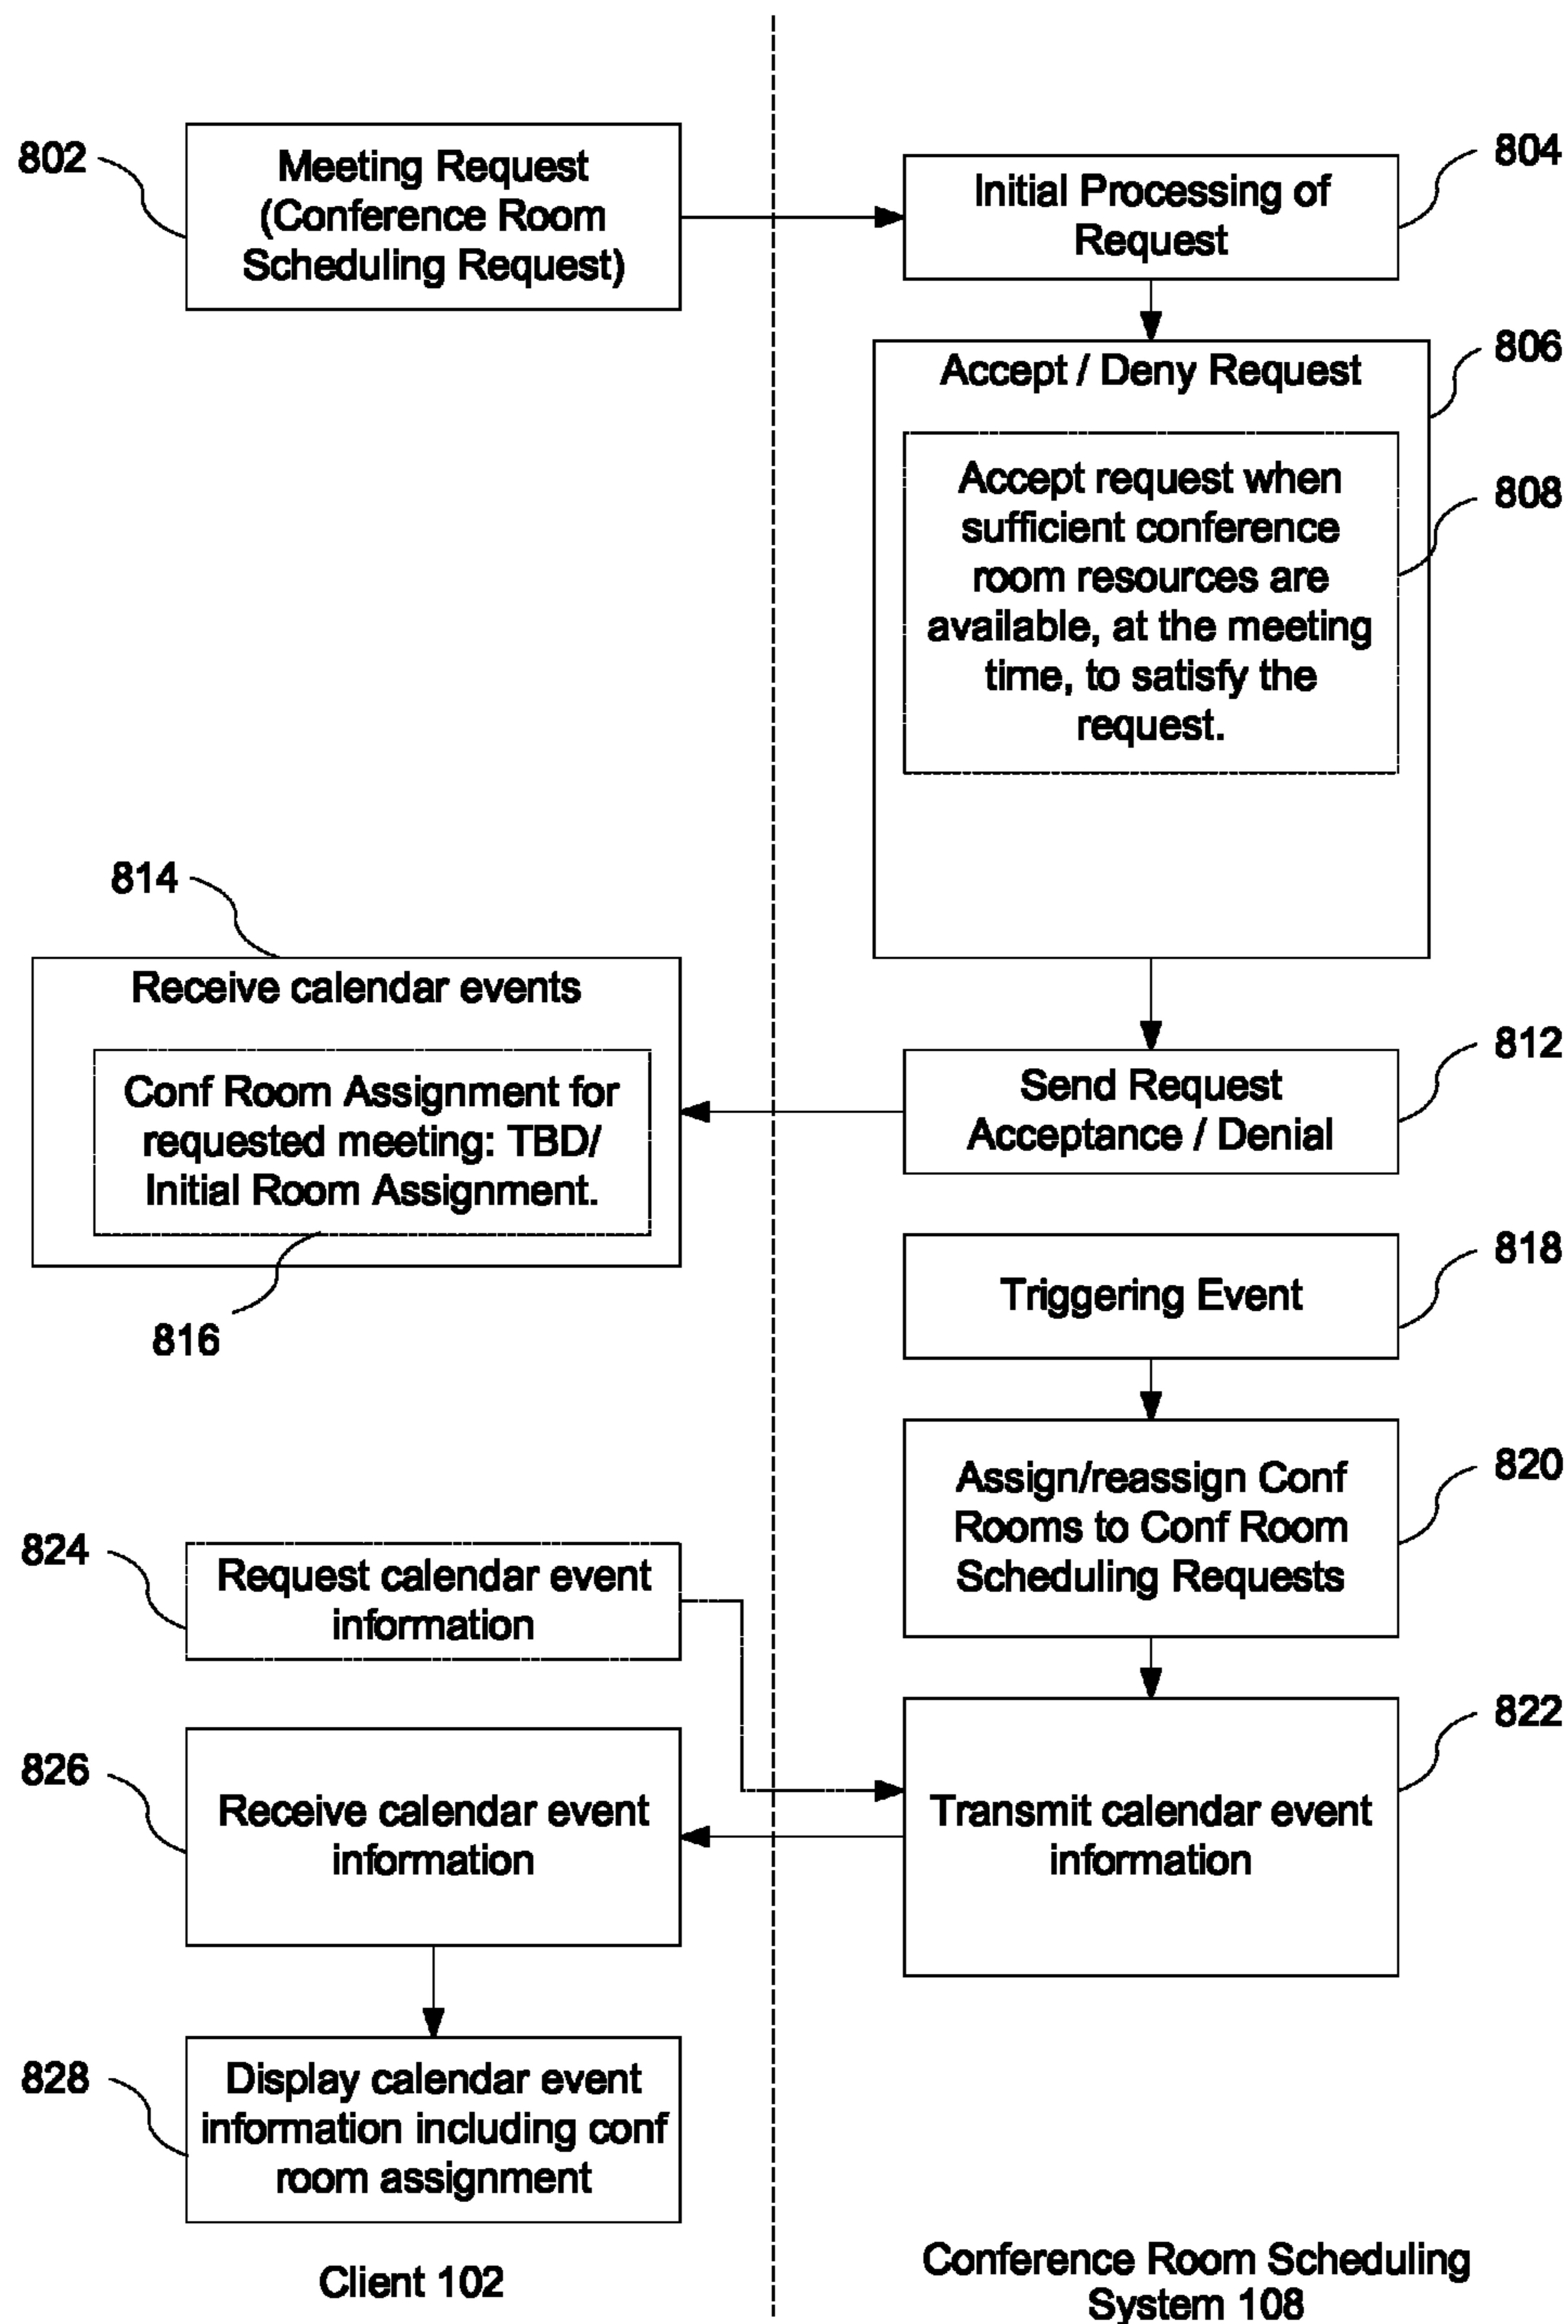 802
Meeting Request
(Conference Room
Scheduling Request)
804
Initial Processing of
Request
806
Accept / Deny Request
808
Accept request when
sufficient conference
room resources are
available, at the meeting
time, to satisfy the
request.
814
Receive calendar events
Conf Room Assignment for
requested meeting: TBD/
Initial Room Assignment.
816
812
Send Request
Acceptance / Denial
818
Triggering Event
820
Assign/reassign Conf
Rooms to Conf Room
Scheduling Requests
824
Request calendar event
information
822
Transmit calendar event
information
826
Receive calendar event
information
828
Display calendar event
information including conf
room assignment
Client 102
Conference Room Scheduling
System 108